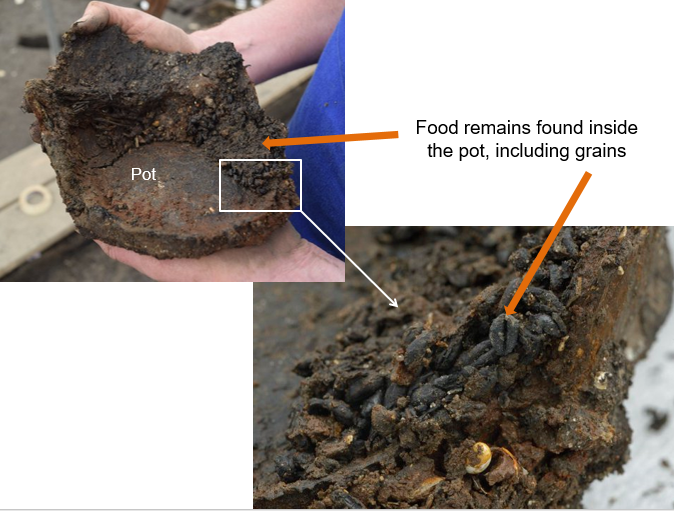 Food remains found inside
the pot, including grains
Pot